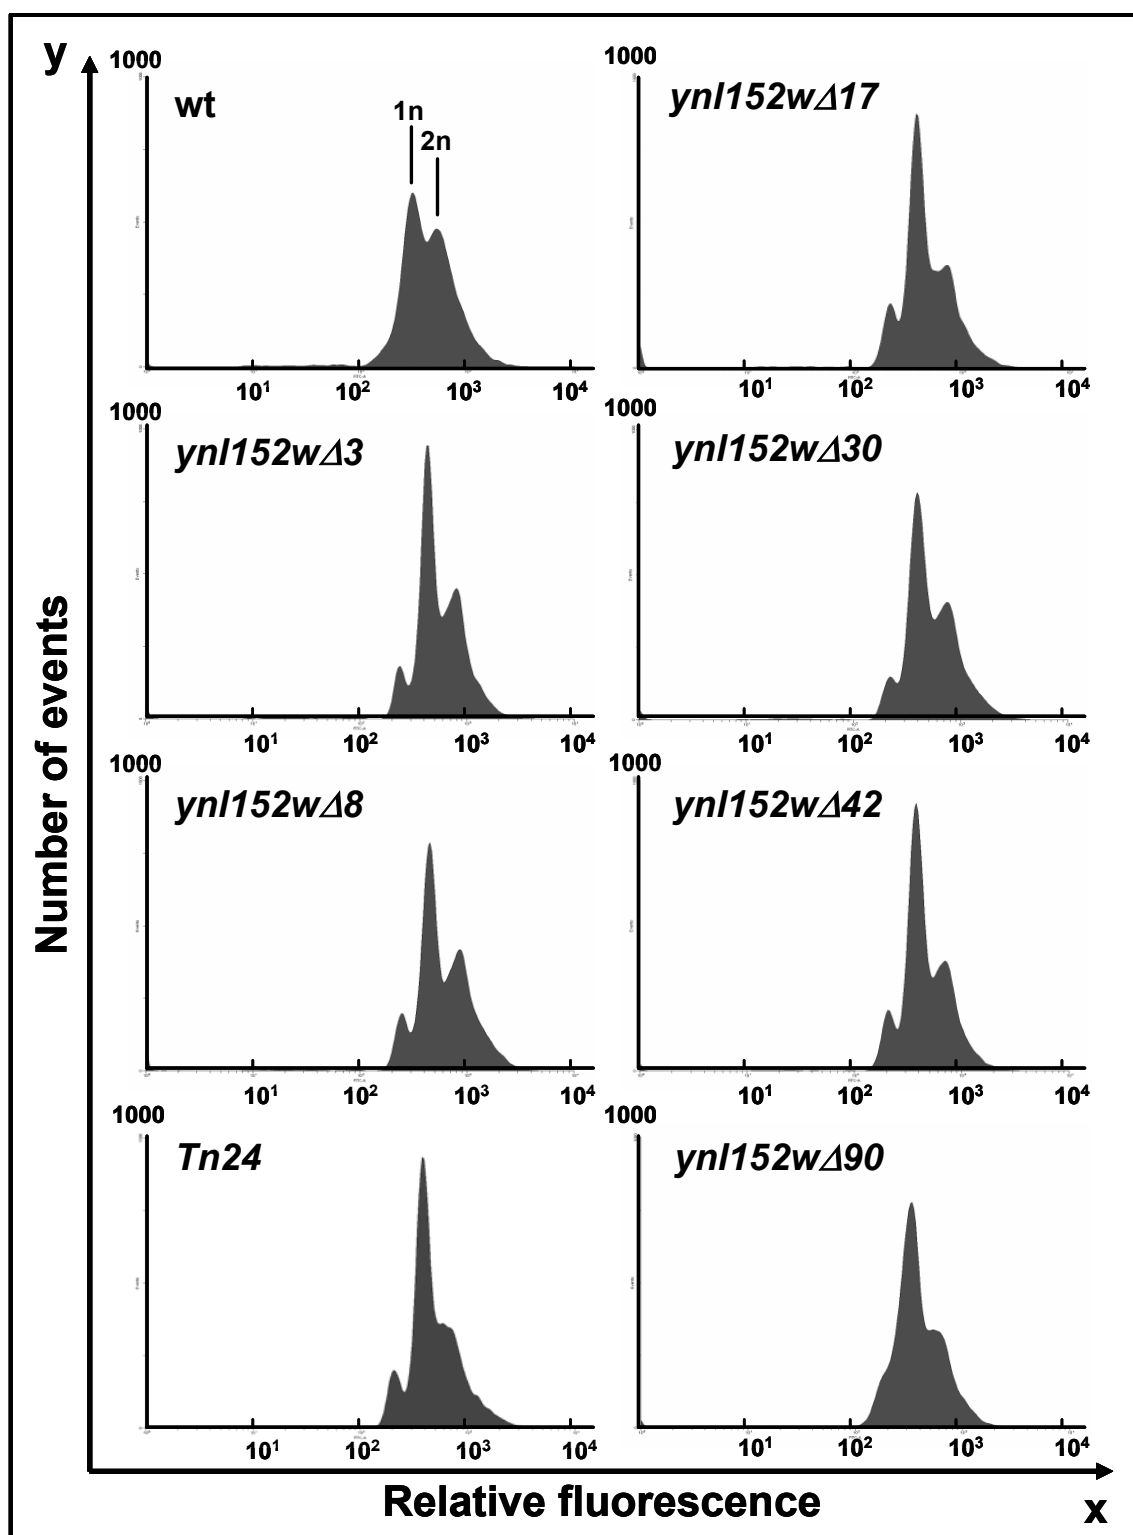 y
1000
wt
1n
2n
10¹ 10² 10³ 10⁴
1000
ynl152wΔ17
10¹ 10² 10³ 10⁴
1000
ynl152wΔ3
10¹ 10² 10³ 10⁴
1000
ynl152wΔ30
10¹ 10² 10³ 10⁴
1000
ynl152wΔ8
10¹ 10² 10³ 10⁴
1000
ynl152wΔ42
10¹ 10² 10³ 10⁴
1000
Tn24
10¹ 10² 10³ 10⁴
1000
ynl152wΔ90
10¹ 10² 10³ 10⁴
Number of events
Relative fluorescence
x